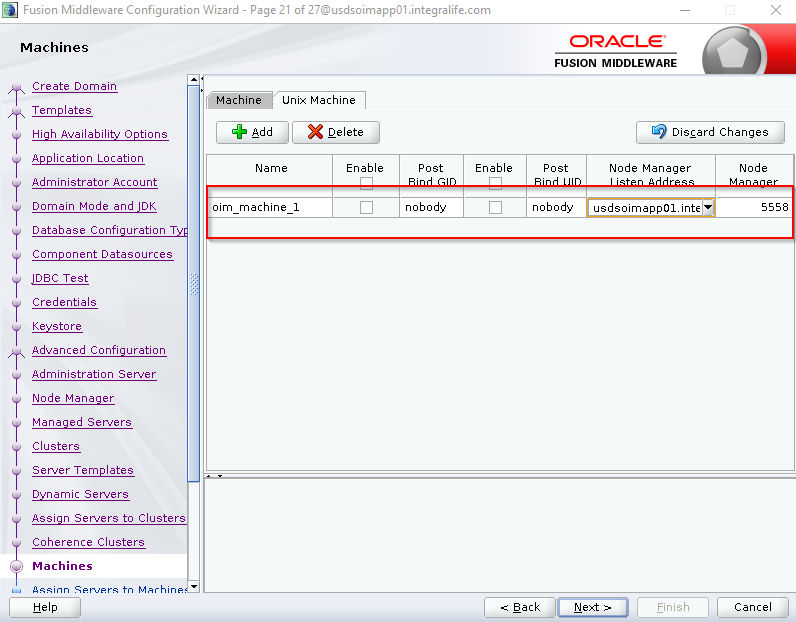 Fusion Middleware Configuration Wizard - Page 21 of 27@usdsoimapp01.integralife.com
Machines
ORACLE
FUSION MIDDLEWARE
Create Domain
Templates
High Availability Options
Application Location
Administrator Account
Domain Mode and JDK
Database Configuration Typ
Component Datasources
JDBC Test
Credentials
Keystore
Advanced Configuration
Administration Server
Node Manager
Managed Servers
Clusters
Server Templates
Dynamic Servers
Assign Servers to Clusters
Coherence Clusters
Machines
Assign Servers to Machines
Machine Unix Machine
Add Delete Discard Changes
Name Enable Post Enable Post Node Manager Node
Bind GID Bind UID Listen Address Manager
oim_machine_1 nobody nobody usdsoimapp01.inte 5558
Help < Back Next > Finish Cancel